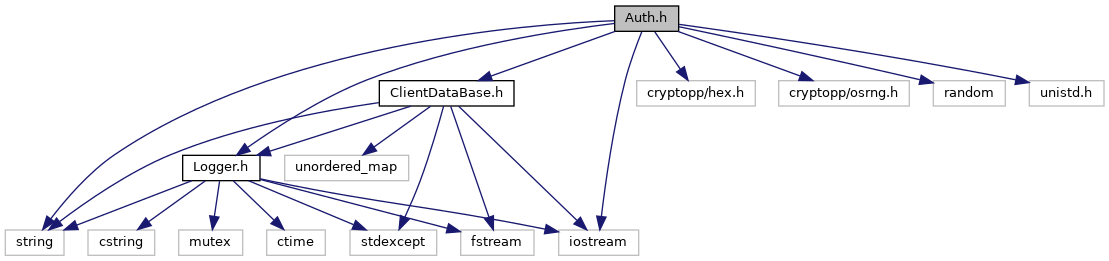 Auth.h
ClientDataBase.h
cryptopp/hex.h
cryptopp/osrng.h
random
unistd.h
Logger.h
unordered_map
string
cstring
mutex
ctime
stdexcept
fstream
iostream